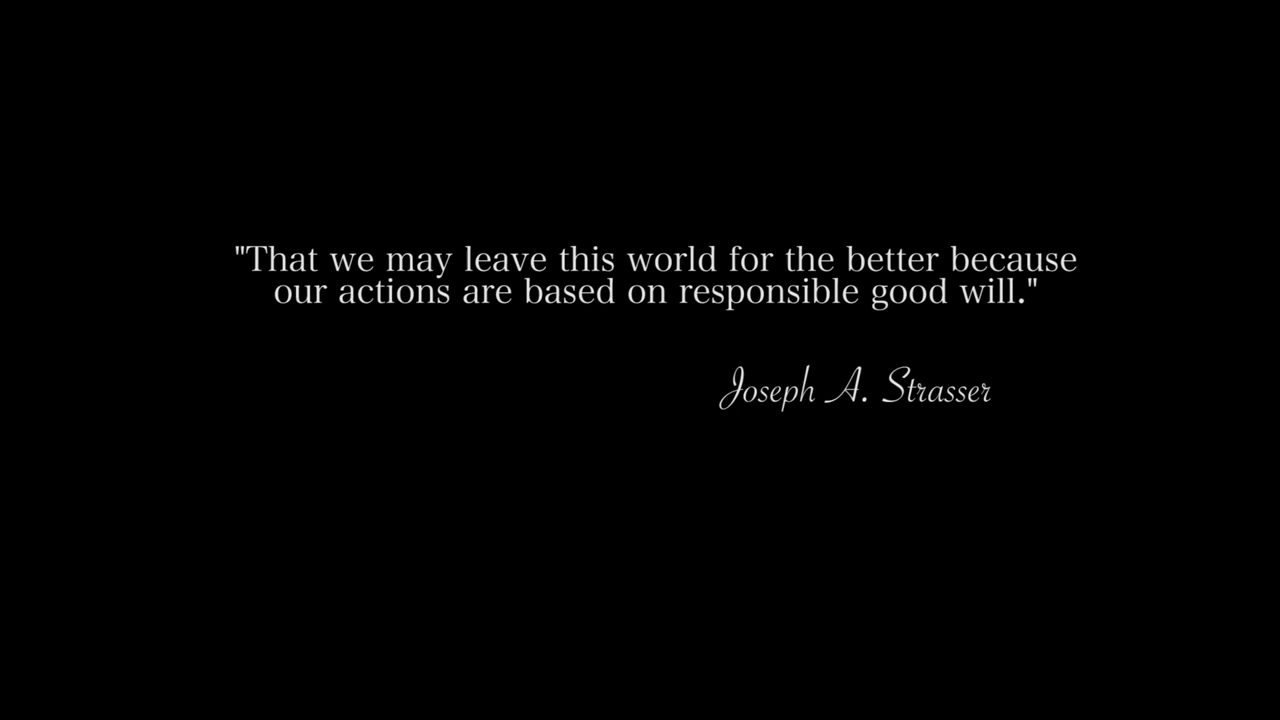 "That we may leave this world for the better because
our actions are based on responsible good will."
Joseph A. Strasser